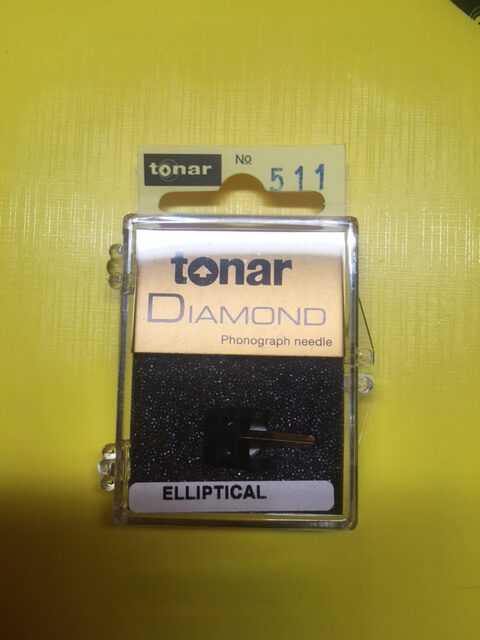 tonar
No 511
tonar
DIAMOND
Phonograph needle
ELLIPTICAL